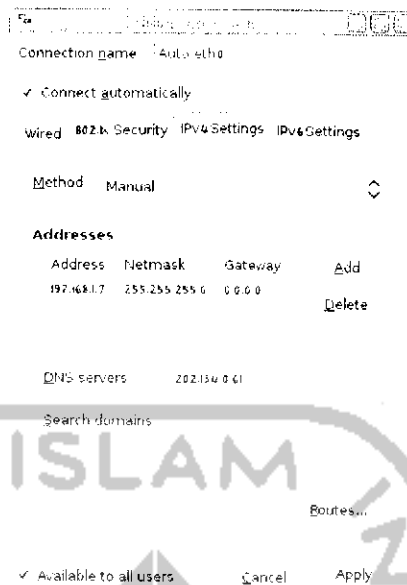 Connection name Auto eth0
✓ Connect automatically
Wired 802.1x Security IPv4 Settings IPv6 Settings
Method Manual
Addresses
Address Netmask Gateway Add
192.168.1.7 255.255.255.0 0.0.0.0
Delete
DNS servers 202.134.0.61
Search domains
ISLAM
Routes...
✓ Available to all users Cancel Apply